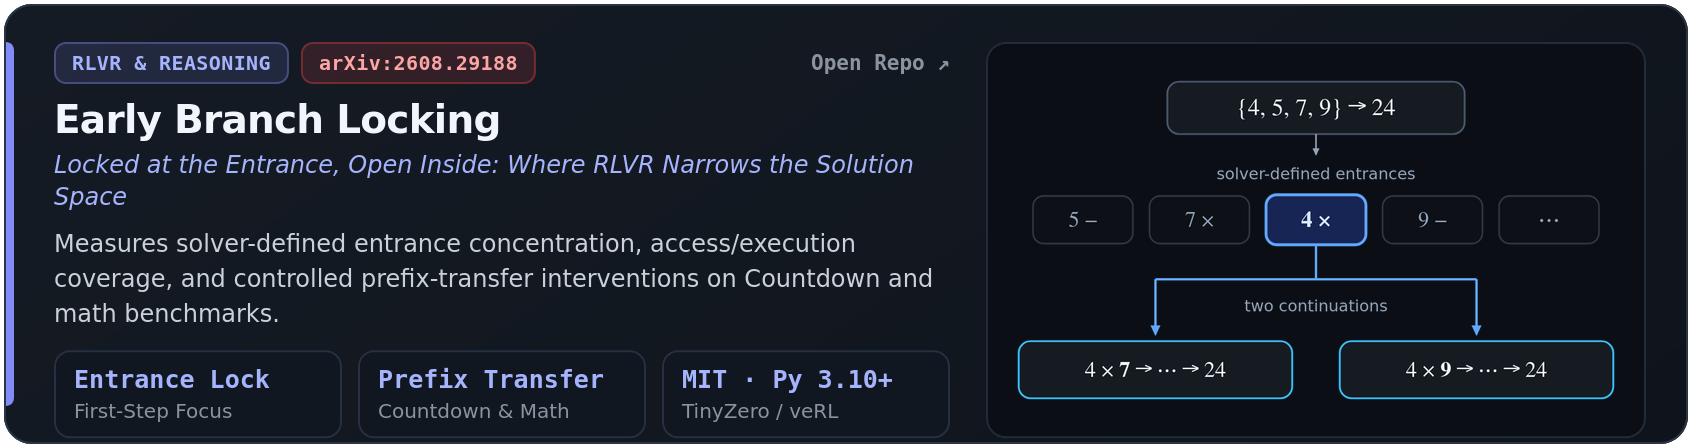 RLVR & REASONING
arXiv:2608.29188
Open Repo ↗
Early Branch Locking
Locked at the Entrance, Open Inside: Where RLVR Narrows the Solution
Space
Measures solver-defined entrance concentration, access/execution
coverage, and controlled prefix-transfer interventions on Countdown and
math benchmarks.
Entrance Lock
First-Step Focus
Prefix Transfer
Countdown & Math
MIT · Py 3.10+
TinyZero / veRL
{4, 5, 7, 9} → 24
solver-defined entrances
5 −
7 ×
4 ×
9 −
⋯
two continuations
4 × 7 → ⋯ → 24
4 × 9 → ⋯ → 24